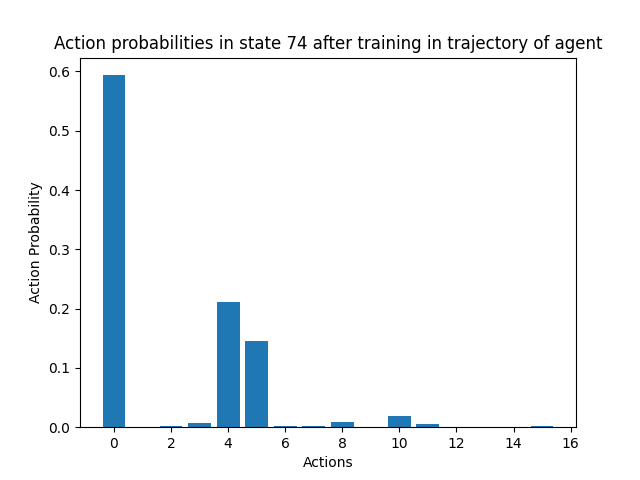 Action probabilities in state 74 after training in trajectory of agent
0.6
0.5
0.4
0.3
0.2
0.1
0.0
Action Probability
0 2 4 6 8 10 12 14 16
Actions